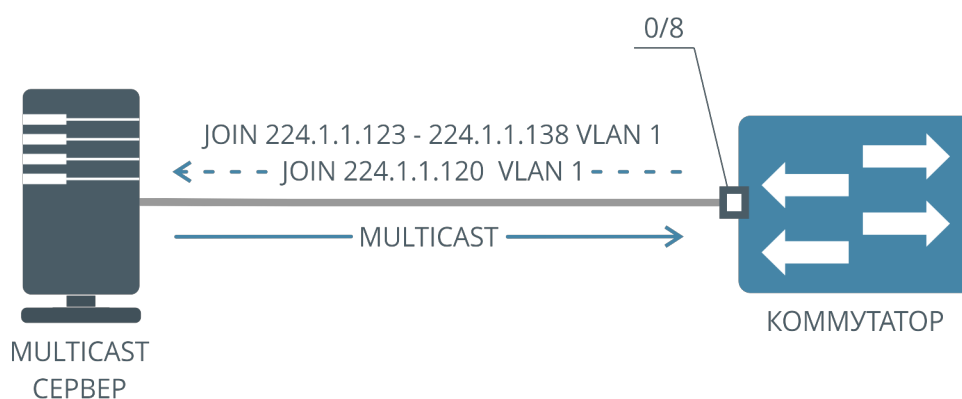 0/8
JOIN 224.1.1.123 - 224.1.1.138 VLAN 1
JOIN 224.1.1.120 VLAN 1
MULTICAST
КОММУТАТОР
MULTICAST
СЕРВЕР